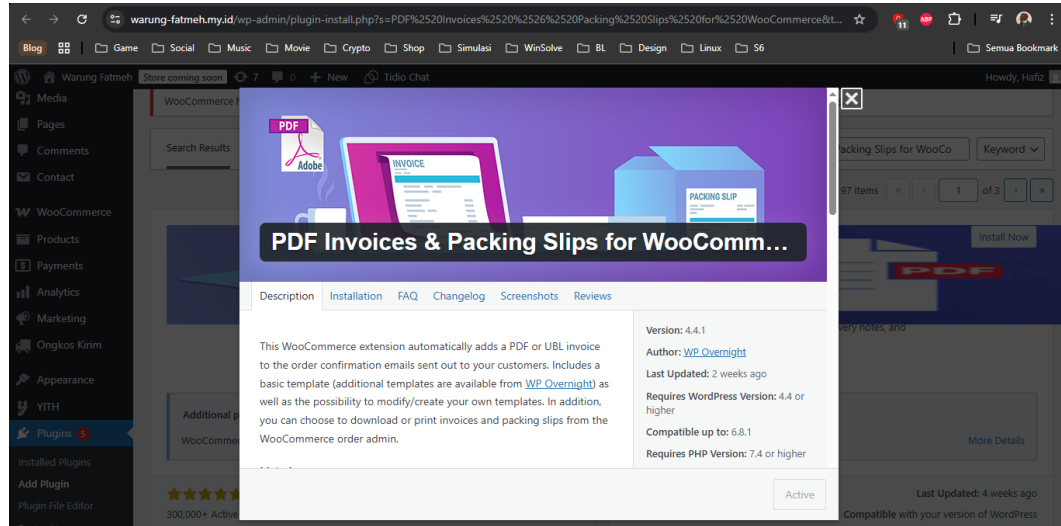 warung-fatmeh.my.id/wp-admin/plugin-install.php?s=PDF%2520Invoices%2520%2526%2520Packing%2520Slips%2520for%2520WooCommerce&t...
11
ABP
Blog
Game
Social
Music
Movie
Crypto
Shop
Simulasi
WinSolve
BL
Design
Linux
S6
Semua Bookmark
Warung Fatmeh
Store coming soon
7
0
New
Tidio Chat
Howdy, Hafiz
Media
Pages
Comments
Contact
WooCommerce
Products
Payments
Analytics
Marketing
Ongkos Kirim
Appearance
YITH
Plugins 5
Installed Plugins
Add Plugin
Plugin File Editor
WooCommerce
Search Results
acking Slips for WooCo
Keyword
97 items
«
‹
1
of 3
›
»
Install Now
PDF
very notes, and
Additional p
WooCommer
More Details
300,000+ Active
Last Updated: 4 weeks ago
Compatible with your version of WordPress
PDF
Adobe
INVOICE
PACKING SLIP
PDF Invoices & Packing Slips for WooComm...
Description
Installation
FAQ
Changelog
Screenshots
Reviews
This WooCommerce extension automatically adds a PDF or UBL invoice
to the order confirmation emails sent out to your customers. Includes a
basic template (additional templates are available from WP Overnight) as
well as the possibility to modify/create your own templates. In addition,
you can choose to download or print invoices and packing slips from the
WooCommerce order admin.
Version: 4.4.1
Author: WP Overnight
Last Updated: 2 weeks ago
Requires WordPress Version: 4.4 or
higher
Compatible up to: 6.8.1
Requires PHP Version: 7.4 or higher
Active